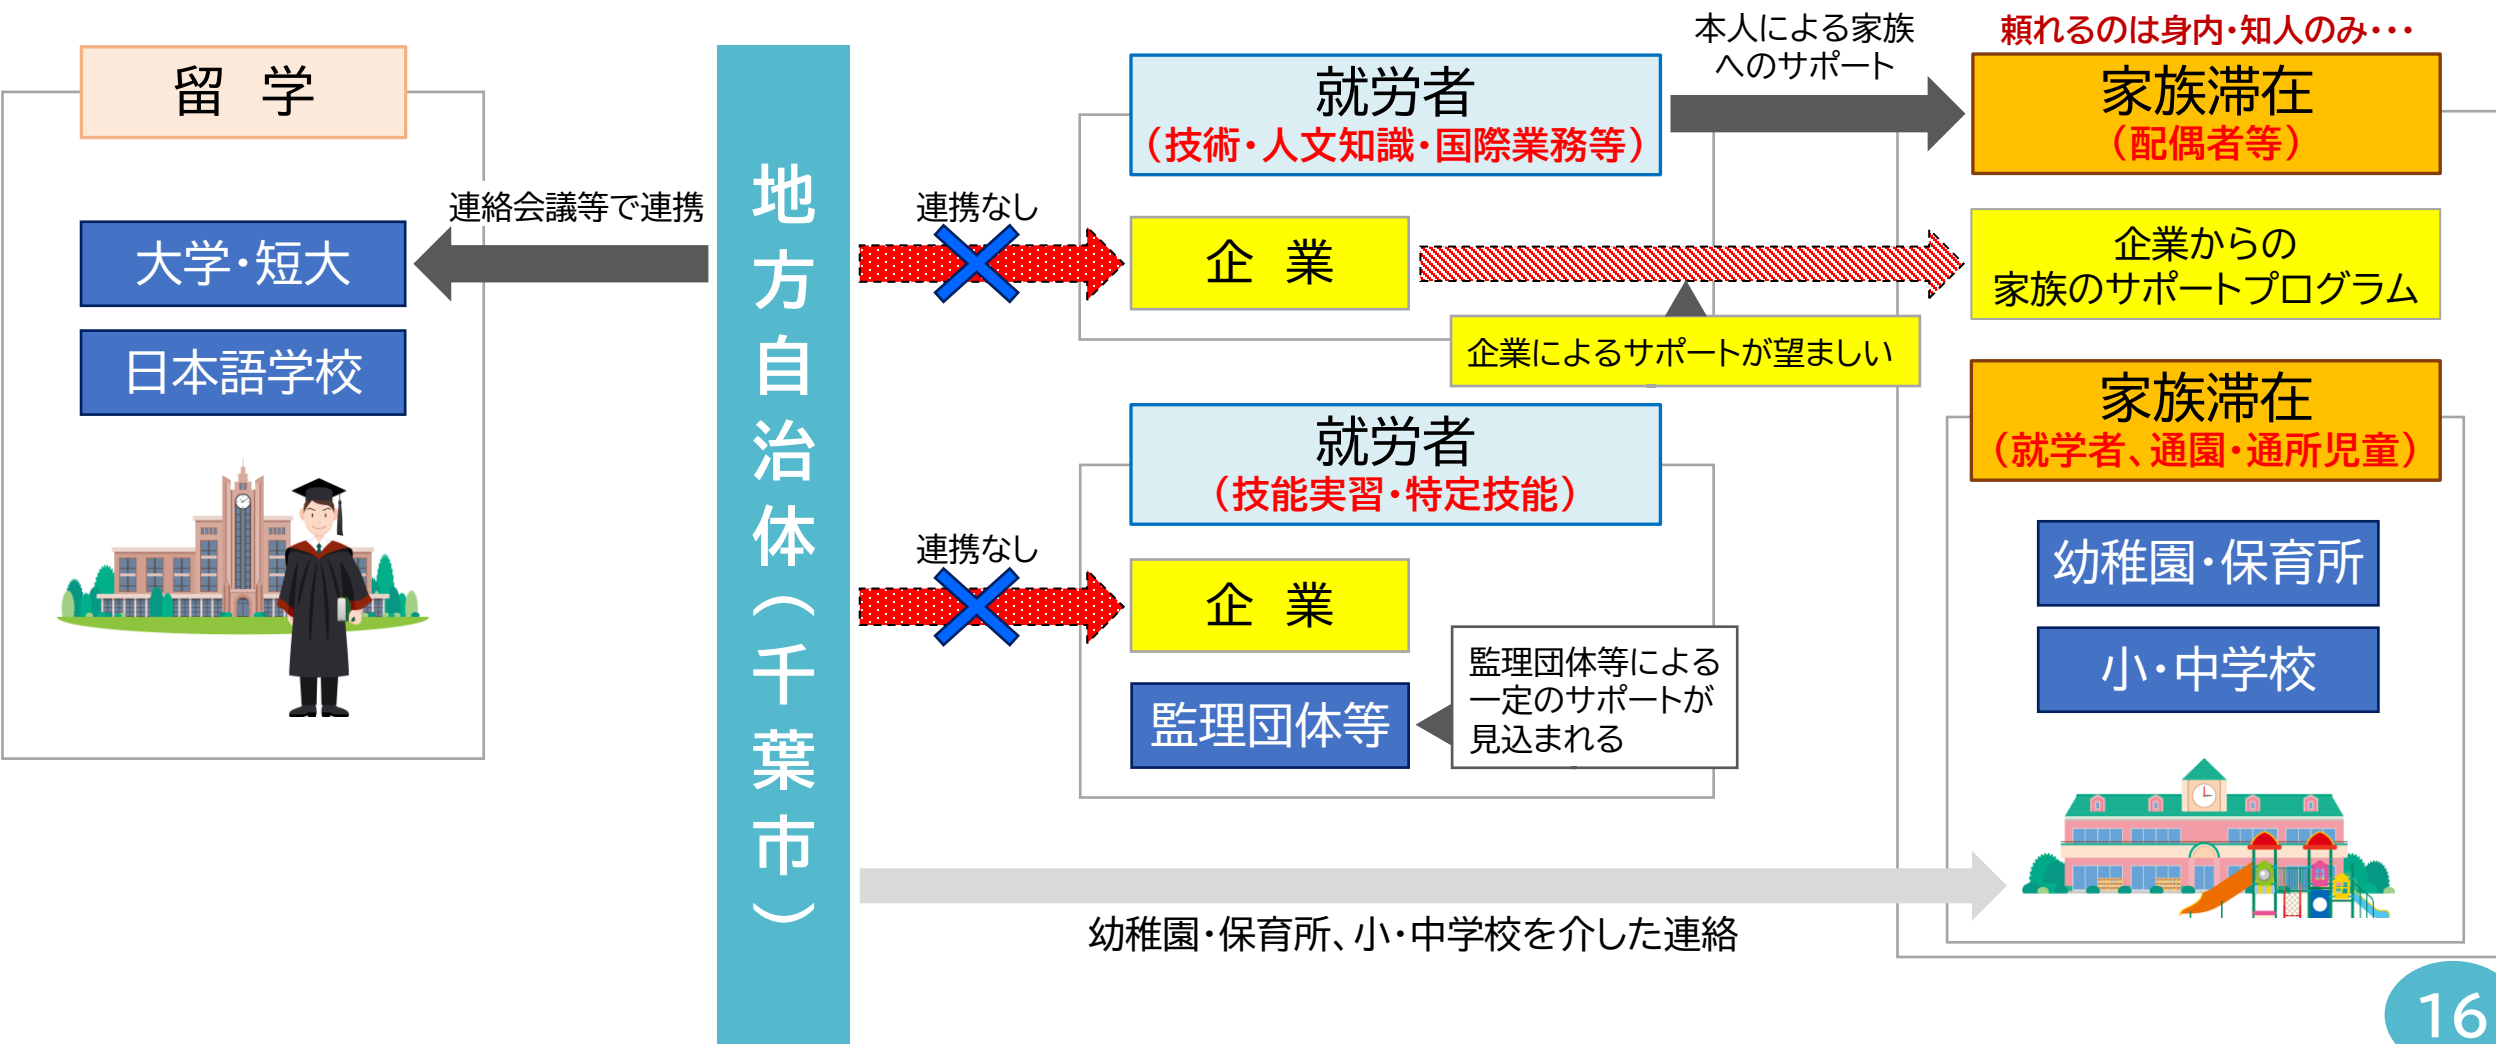 留　学
大学・短大
日本語学校
連絡会議等で連携
地方自治体（千葉市）
連携なし
就労者
（技術・人文知識・国際業務等）
企　業
本人による家族
へのサポート
頼れるのは身内・知人のみ・・・
家族滞在
（配偶者等）
企業からの
家族のサポートプログラム
企業によるサポートが望ましい
連携なし
就労者
（技能実習・特定技能）
企　業
監理団体等
監理団体等による
一定のサポートが
見込まれる
家族滞在
（就学者、通園・通所児童）
幼稚園・保育所
小・中学校
幼稚園・保育所、小・中学校を介した連絡
16